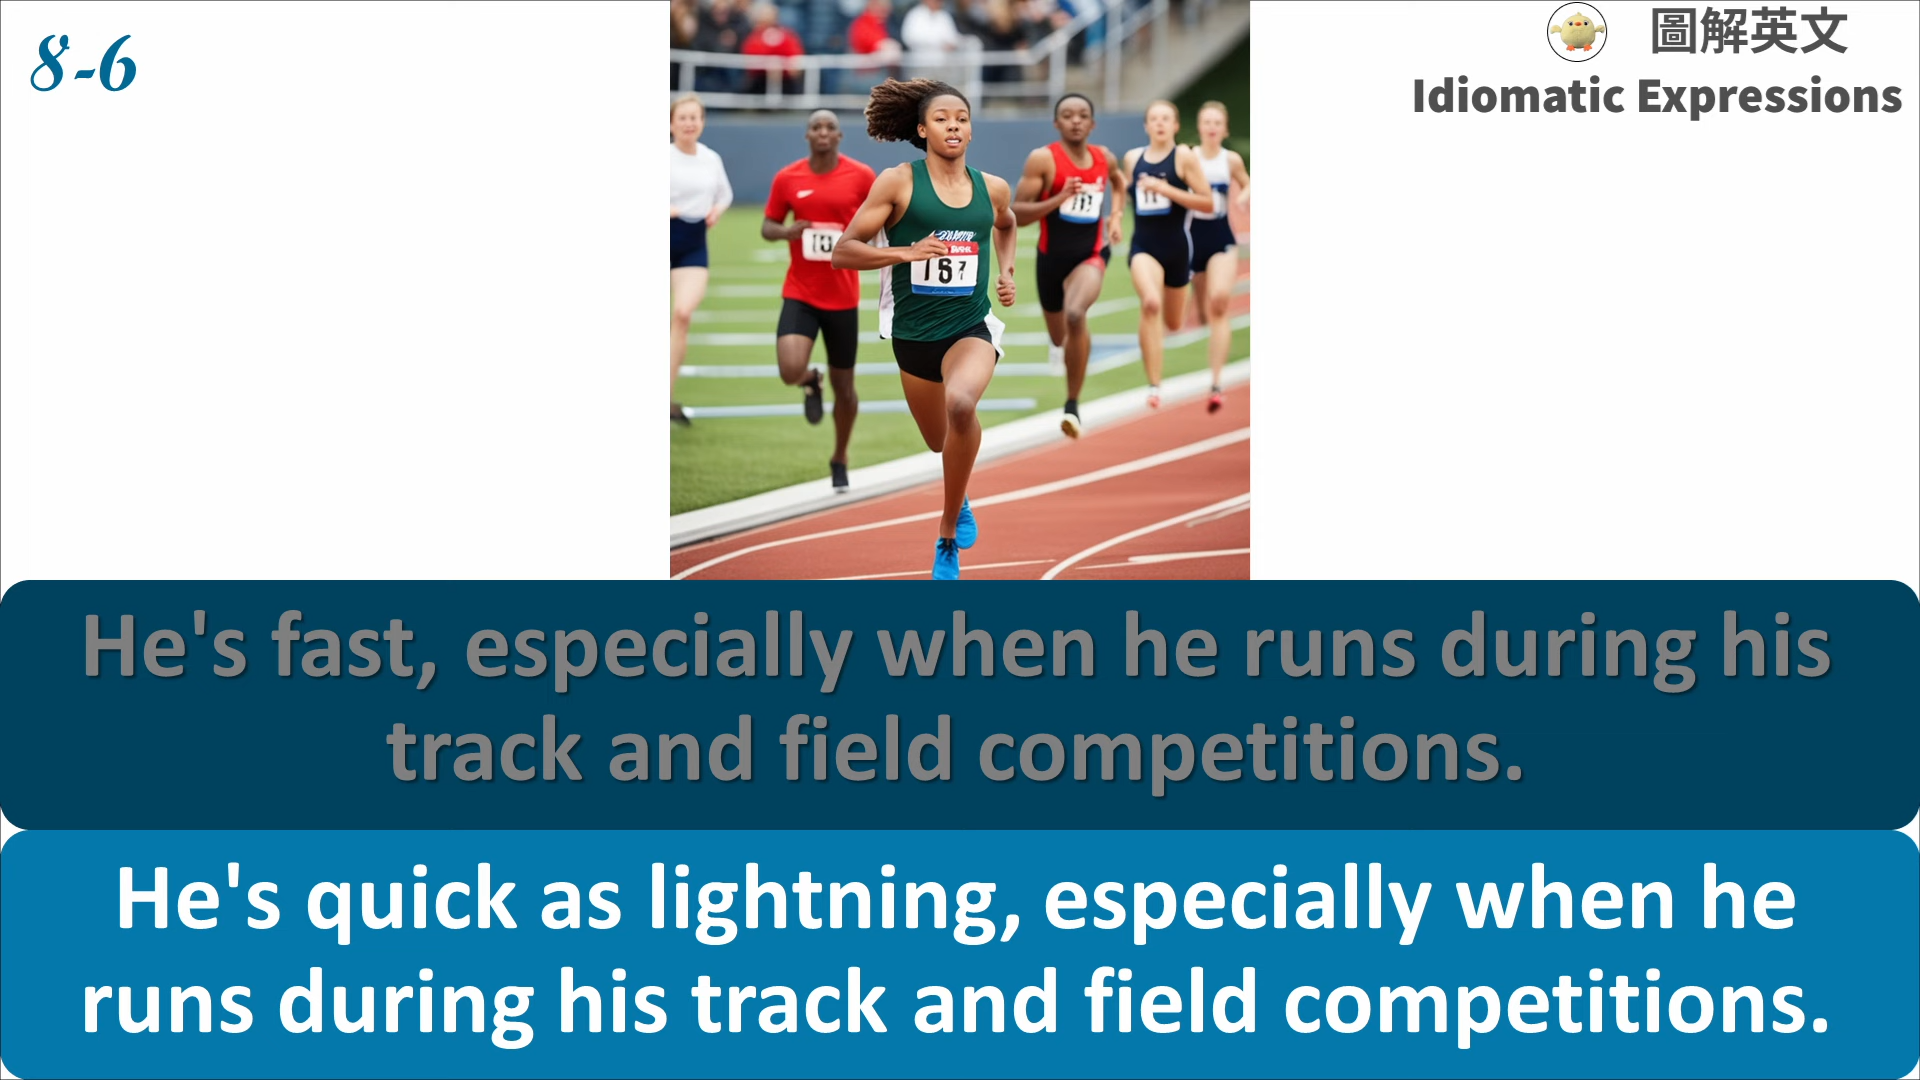 8-6
圖解英文
Idiomatic Expressions
10
He's fast, especially when he runs during his
track and field competitions.
He's quick as lightning, especially when he
runs during his track and field competitions.